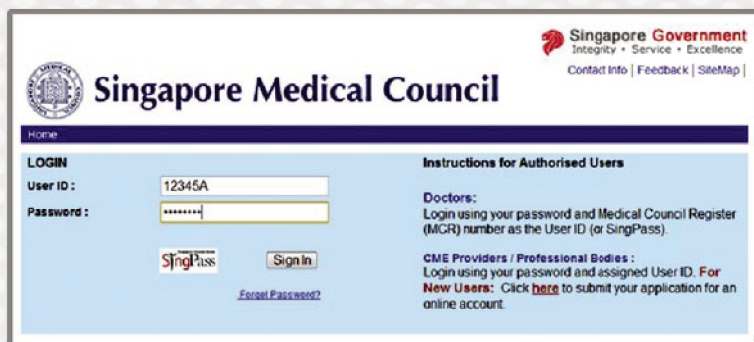 Singapore Government
Integrity • Service • Excellence
Contact Info | Feedback | SiteMap |
Singapore Medical Council
Home
LOGIN
User ID :
12345A
Password :
••••••••
SingPass
Sign In
Forget Password?
Instructions for Authorised Users
Doctors:
Login using your password and Medical Council Register
(MCR) number as the User ID (or SingPass).
CME Providers / Professional Bodies :
Login using your password and assigned User ID. For
New Users: Click here to submit your application for an
online account.